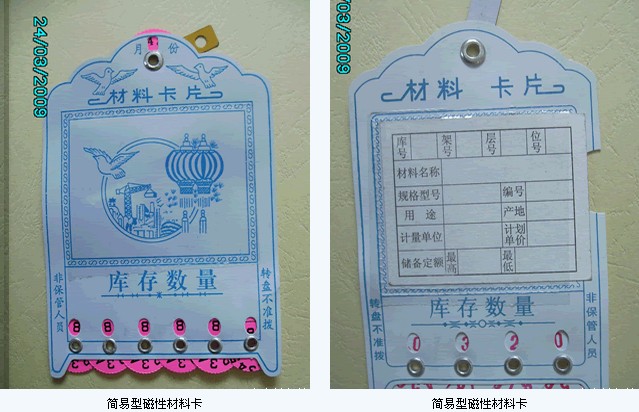 24/03/2009
月 份
材料 卡片
库存数量
非保管人员
转盘不准拨
8 8 8 8 8
简易型磁性材料卡
03/2009
材料 卡片
库号 架号 层号 位号
材料名称
规格型号 编号
用 途 产地
计量单位 计划单价
储备定额 最高 最低
库存数量
转盘不准拨
非保管人员
0 3 2 0
简易型磁性材料卡